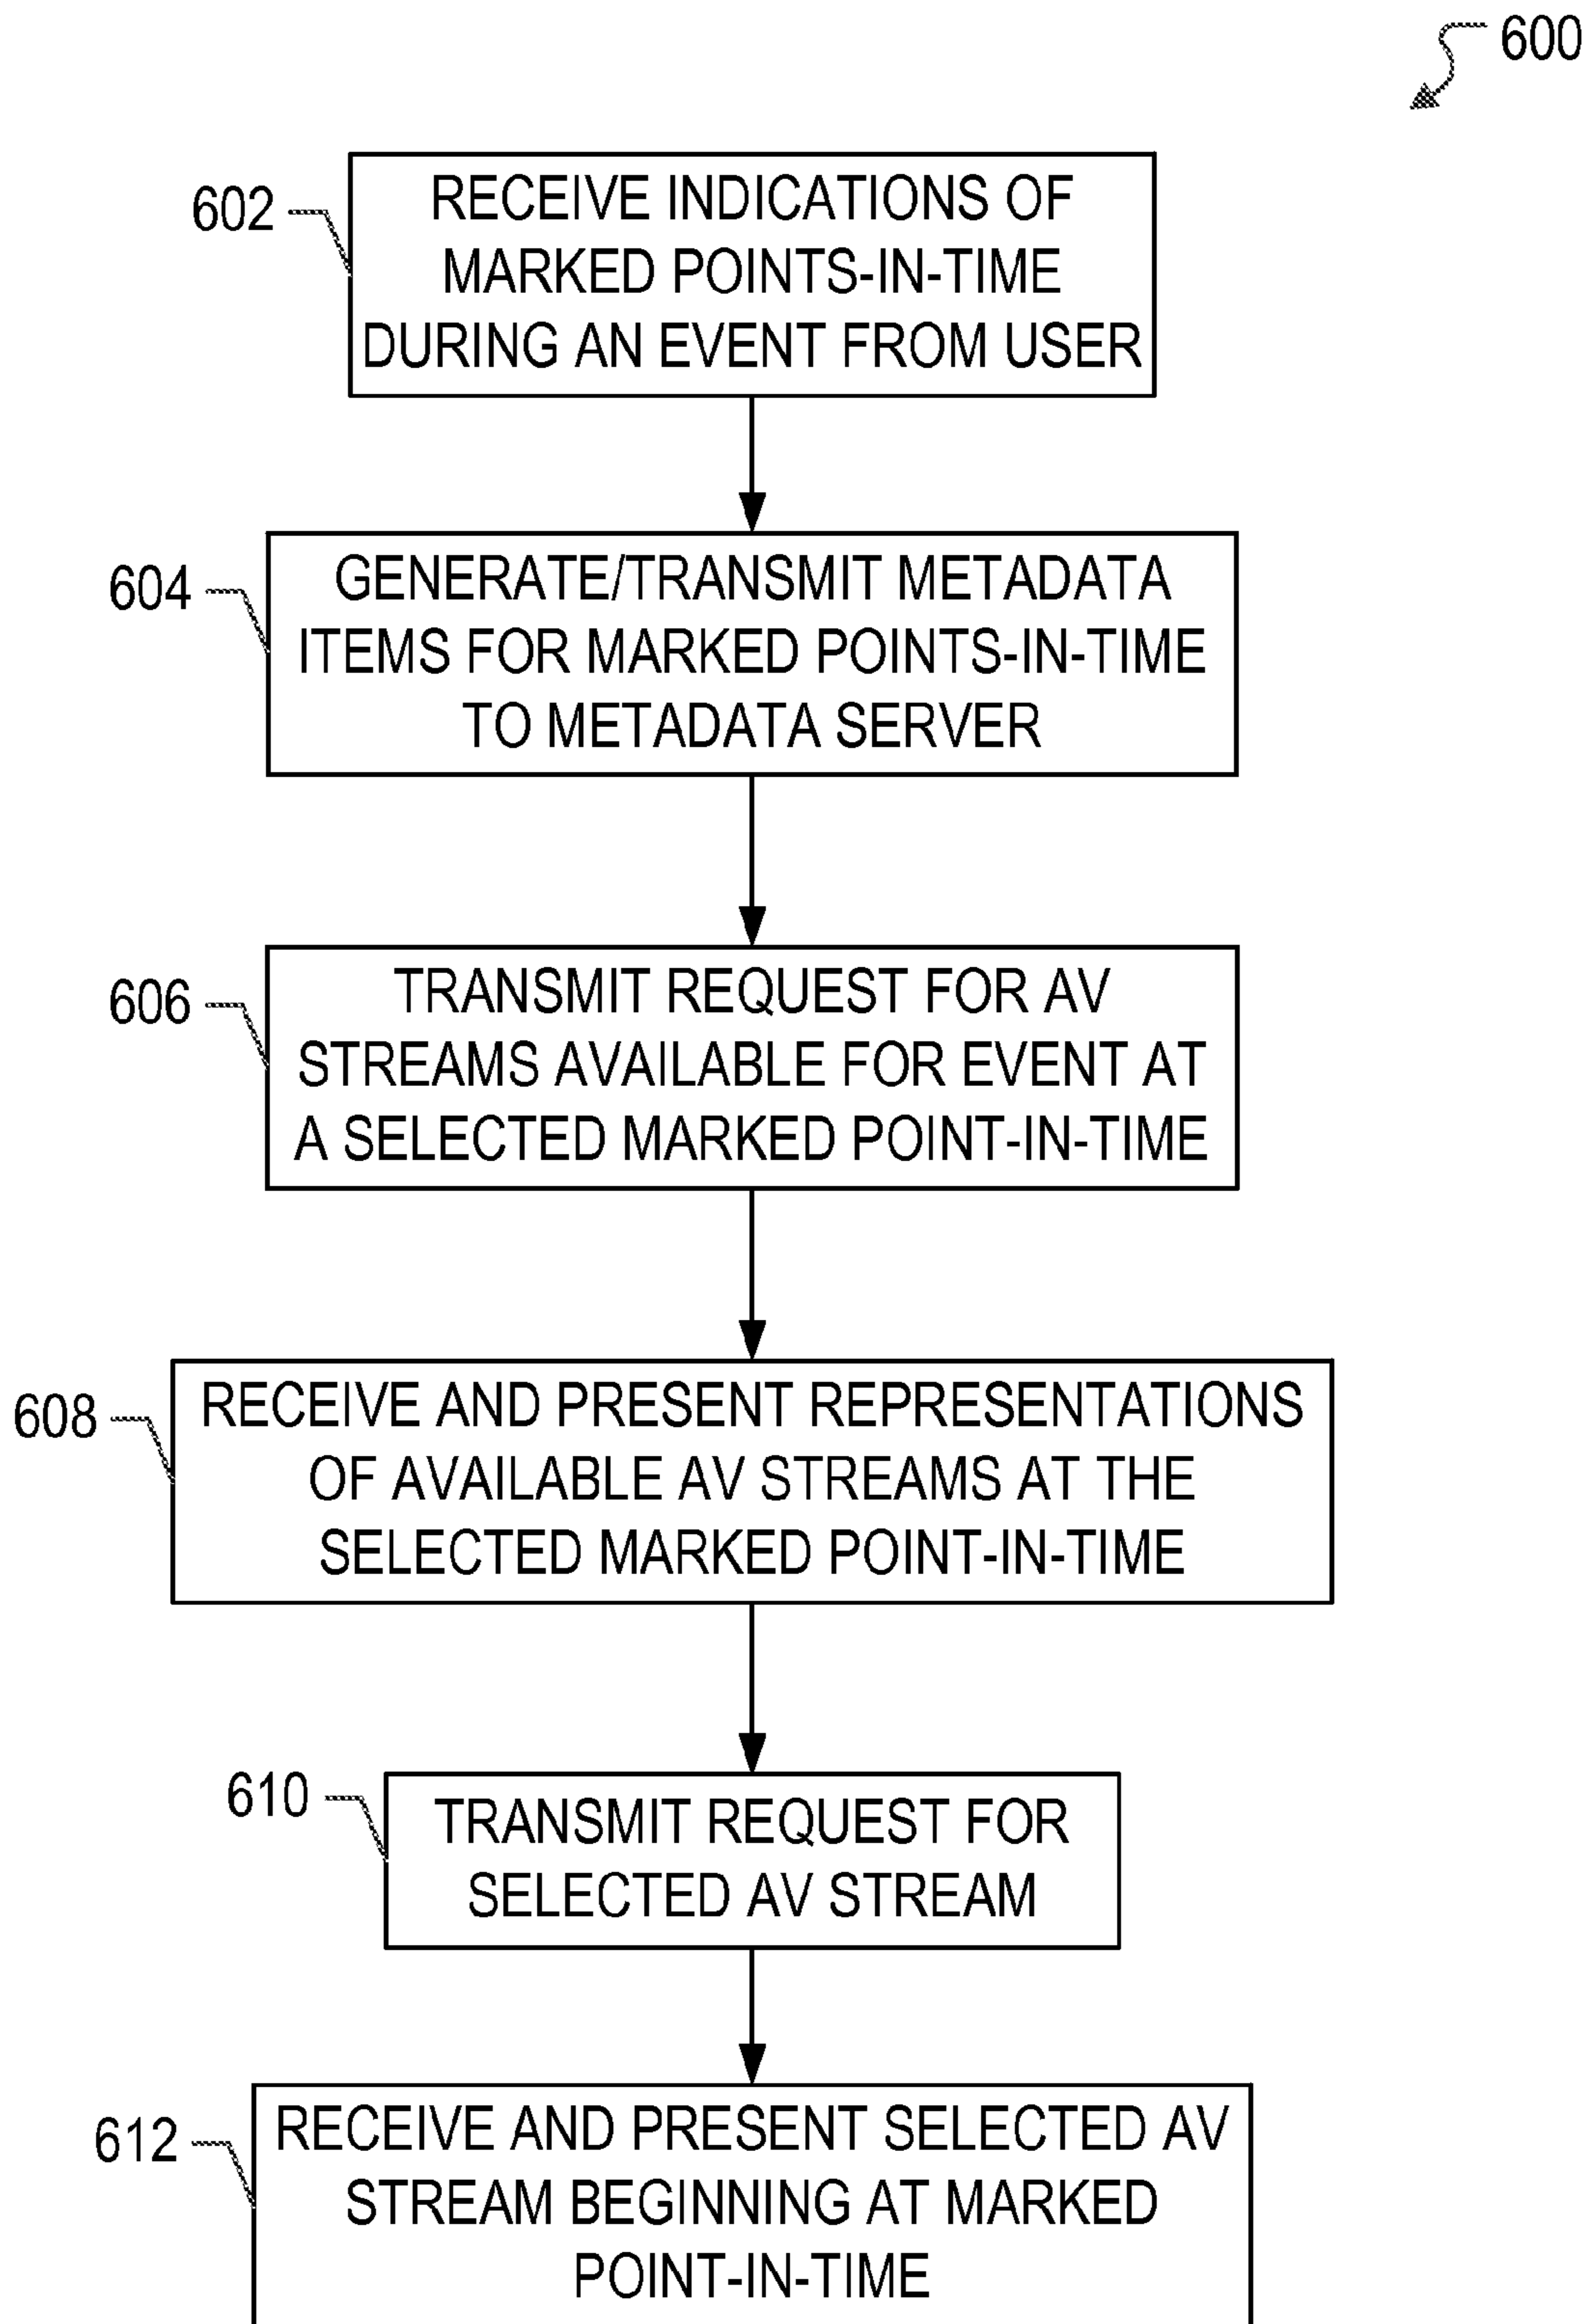 600
602
RECEIVE INDICATIONS OF
MARKED POINTS-IN-TIME
DURING AN EVENT FROM USER
604
GENERATE/TRANSMIT METADATA
ITEMS FOR MARKED POINTS-IN-TIME
TO METADATA SERVER
606
TRANSMIT REQUEST FOR AV
STREAMS AVAILABLE FOR EVENT AT
A SELECTED MARKED POINT-IN-TIME
608
RECEIVE AND PRESENT REPRESENTATIONS
OF AVAILABLE AV STREAMS AT THE
SELECTED MARKED POINT-IN-TIME
610
TRANSMIT REQUEST FOR
SELECTED AV STREAM
612
RECEIVE AND PRESENT SELECTED AV
STREAM BEGINNING AT MARKED
POINT-IN-TIME